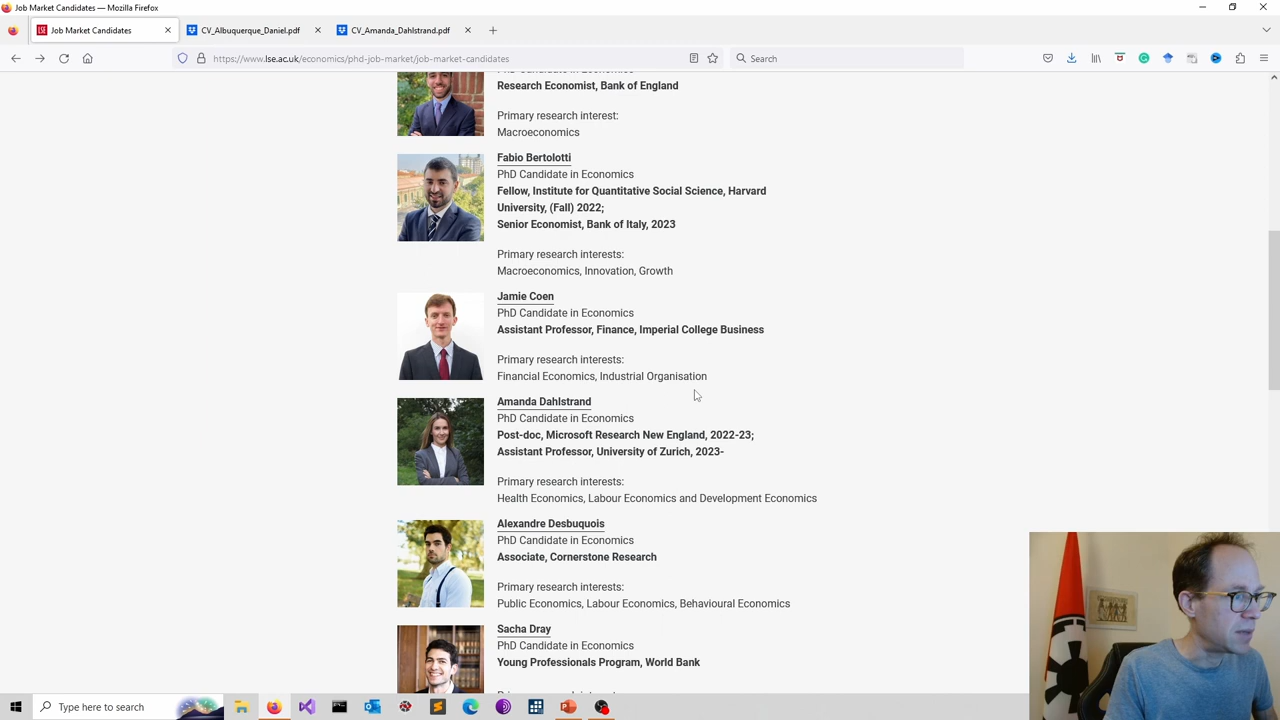 Job Market Candidates — Mozilla Firefox
Job Market Candidates
CV_Albuquerque_Daniel.pdf
CV_Amanda_Dahlstrand.pdf
https://www.lse.ac.uk/economics/phd-job-market/job-market-candidates
Search
PhD Candidate in Economics
Research Economist, Bank of England
Primary research interest:
Macroeconomics
Fabio Bertolotti
PhD Candidate in Economics
Fellow, Institute for Quantitative Social Science, Harvard
University, (Fall) 2022;
Senior Economist, Bank of Italy, 2023
Primary research interests:
Macroeconomics, Innovation, Growth
Jamie Coen
PhD Candidate in Economics
Assistant Professor, Finance, Imperial College Business
Primary research interests:
Financial Economics, Industrial Organisation
Amanda Dahlstrand
PhD Candidate in Economics
Post-doc, Microsoft Research New England, 2022-23;
Assistant Professor, University of Zurich, 2023-
Primary research interests:
Health Economics, Labour Economics and Development Economics
Alexandre Desbuquois
PhD Candidate in Economics
Associate, Cornerstone Research
Primary research interests:
Public Economics, Labour Economics, Behavioural Economics
Sacha Dray
PhD Candidate in Economics
Young Professionals Program, World Bank
Type here to search